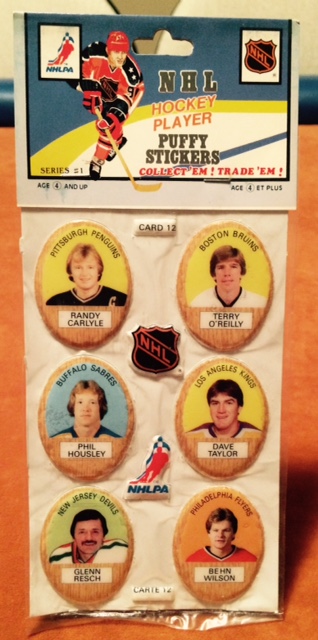 NHLPA
NHL
NHL
HOCKEY
PLAYER
PUFFY
STICKERS
COLLECT 'EM! TRADE 'EM!
SERIES #1
AGE 4 AND UP
AGE 4 ET PLUS
CARD 12
PITTSBURGH PENGUINS
RANDY
CARLYLE
BOSTON BRUINS
TERRY
O'REILLY
NHL
BUFFALO SABRES
PHIL
HOUSLEY
LOS ANGELES KINGS
DAVE
TAYLOR
NHLPA
NEW JERSEY DEVILS
GLENN
RESCH
PHILADELPHIA FLYERS
BEHN
WILSON
CARTE 12